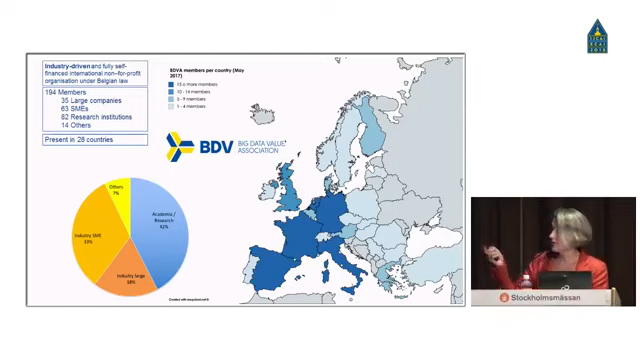 Industry-driven and fully self-
financed international non-for-profit
organisation under Belgian law
194 Members
35 Large companies
63 SMEs
82 Research institutions
14 Others
Present in 28 countries
BDVA members per country (May
2017)
15 o more members
10 - 14 members
5 - 9 members
1 - 4 members
BDV BIG DATA VALUE
ASSOCIATION
Others
7%
Academia /
Research
42%
Industry SME
33%
Industry large
18%
Created with mapchart.net ©
Stockholmsmässan